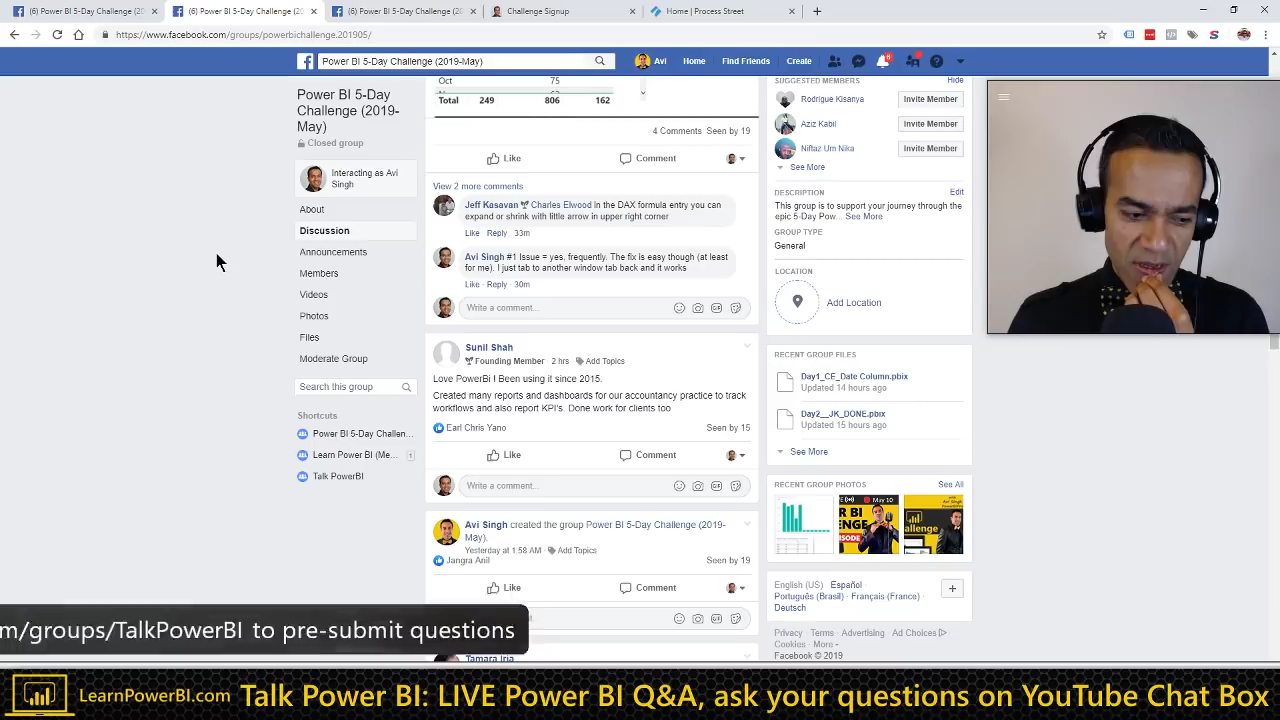 (6) Power BI 5-Day Challenge (20
(6) Power BI 5-Day Challenge (20
(6) Power BI 5-Day Challenge (20
Challenge Signup
Home | Process Street
https://www.facebook.com/groups/powerbichallenge.201905/
Power BI 5-Day Challenge (2019-May)
Avi
Home
Find Friends
Create
Power BI 5-Day
Challenge (2019-
May)
Closed group
Interacting as Avi
Singh
About
Discussion
Announcements
Members
Videos
Photos
Files
Moderate Group
Search this group
Shortcuts
Power BI 5-Day Challen...
Learn Power BI (Me... 1
Talk PowerBI
Oct 75
Total 249 806 162
4 Comments Seen by 19
Like Comment
View 2 more comments
Jeff Kasavan Charles Elwood In the DAX formula entry you can
expand or shrink with little arrow in upper right corner
Like · Reply · 33m
Avi Singh #1 Issue = yes, frequently. The fix is easy though (at least
for me). I just tab to another window tab back and it works
Like · Reply · 30m
Write a comment...
Sunil Shah
Founding Member · 2 hrs · Add Topics
Love PowerBi ! Been using it since 2015.
Created many reports and dashboards for our accountancy practice to track
workflows and also report KPI's. Done work for clients too
Earl Chris Yano Seen by 15
Like Comment
Write a comment...
Avi Singh created the group Power BI 5-Day Challenge (2019-
May).
Yesterday at 1:58 AM · Add Topics
Jangra Anil Seen by 19
Like Comment
Tamara Iria
SUGGESTED MEMBERS Hide
Rodrigue Kisanya Invite Member
Aziz Kabil Invite Member
Niftaz Um Nika Invite Member
See More
DESCRIPTION Edit
This group is to support your journey through the
epic 5-Day Pow... See More
GROUP TYPE
General
LOCATION
Add Location
RECENT GROUP FILES
Day1_CE_Date Column.pbix
Updated 14 hours ago
Day2__JK_DONE.pbix
Updated 15 hours ago
See More
RECENT GROUP PHOTOS See All
May 10
English (US) · Español ·
Português (Brasil) · Français (France) ·
Deutsch
Privacy · Terms · Advertising · Ad Choices
Cookies · More
Facebook © 2019
m/groups/TalkPowerBI to pre-submit questions
LearnPowerBI.com Talk Power BI: LIVE Power BI Q&A, ask your questions on YouTube Chat Box